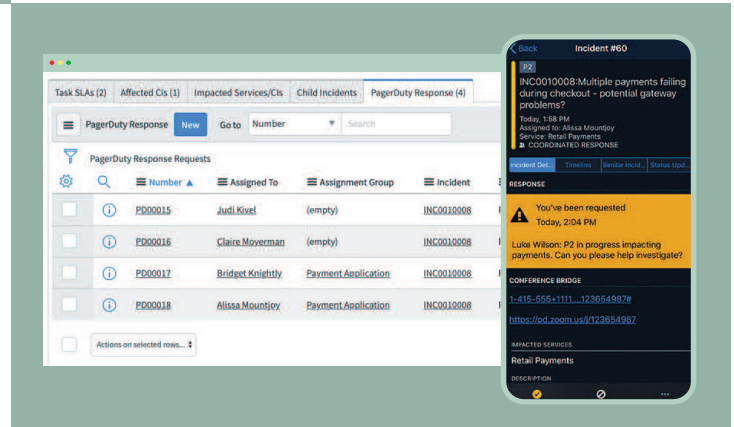 Task SLAs (2) Affected CIs (1) Impacted Services/CIs Child Incidents PagerDuty Response (4)
PagerDuty Response New Go to Number Search
PagerDuty Response Requests
Number Assigned To Assignment Group Incident
PD00015 Judi Kivel (empty) INC0010008
PD00016 Claire Moyerman (empty) INC0010008
PD00017 Bridget Knightly Payment Application INC0010008
PD00018 Alissa Mountjoy Payment Application INC0010008
Actions on selected rows...
Back Incident #60
P2
INC0010008:Multiple payments failing
during checkout - potential gateway
problems?
Today, 1:58 PM
Assigned to: Alissa Mountjoy
Service: Retail Payments
COORDINATED RESPONSE
Incident Det... Timeline Similar Incid... Status Upd...
RESPONSE
You've been requested
Today, 2:04 PM
Luke Wilson: P2 in progress impacting
payments. Can you please help investigate?
CONFERENCE BRIDGE
1-415-555+1111,,,,123654987#
https://pd.zoom.us/j/123654987
IMPACTED SERVICES
Retail Payments
DESCRIPTION